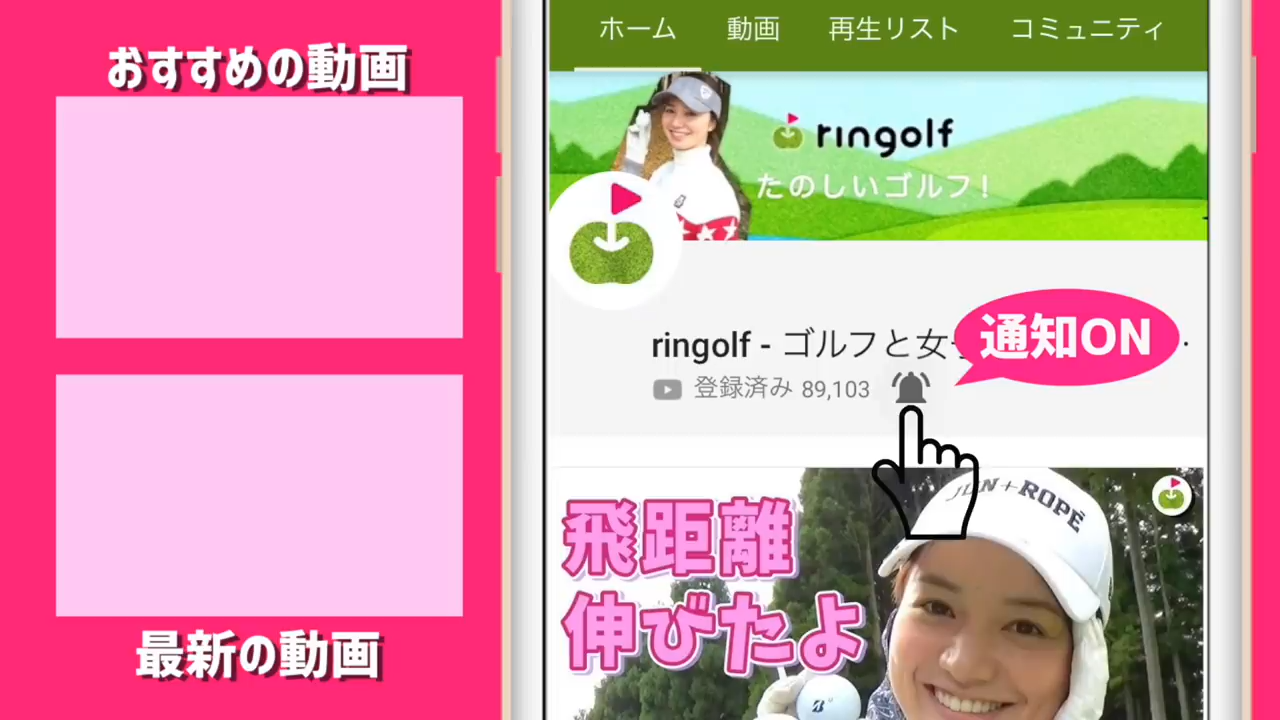 おすすめの動画
最新の動画
ホーム 動画 再生リスト コミュニティ
ringolf
たのしいゴルフ!
ringolf - ゴルフと女
通知ON
登録済み 89,103
飛距離
伸びたよ
JUN+ROPÉ
B